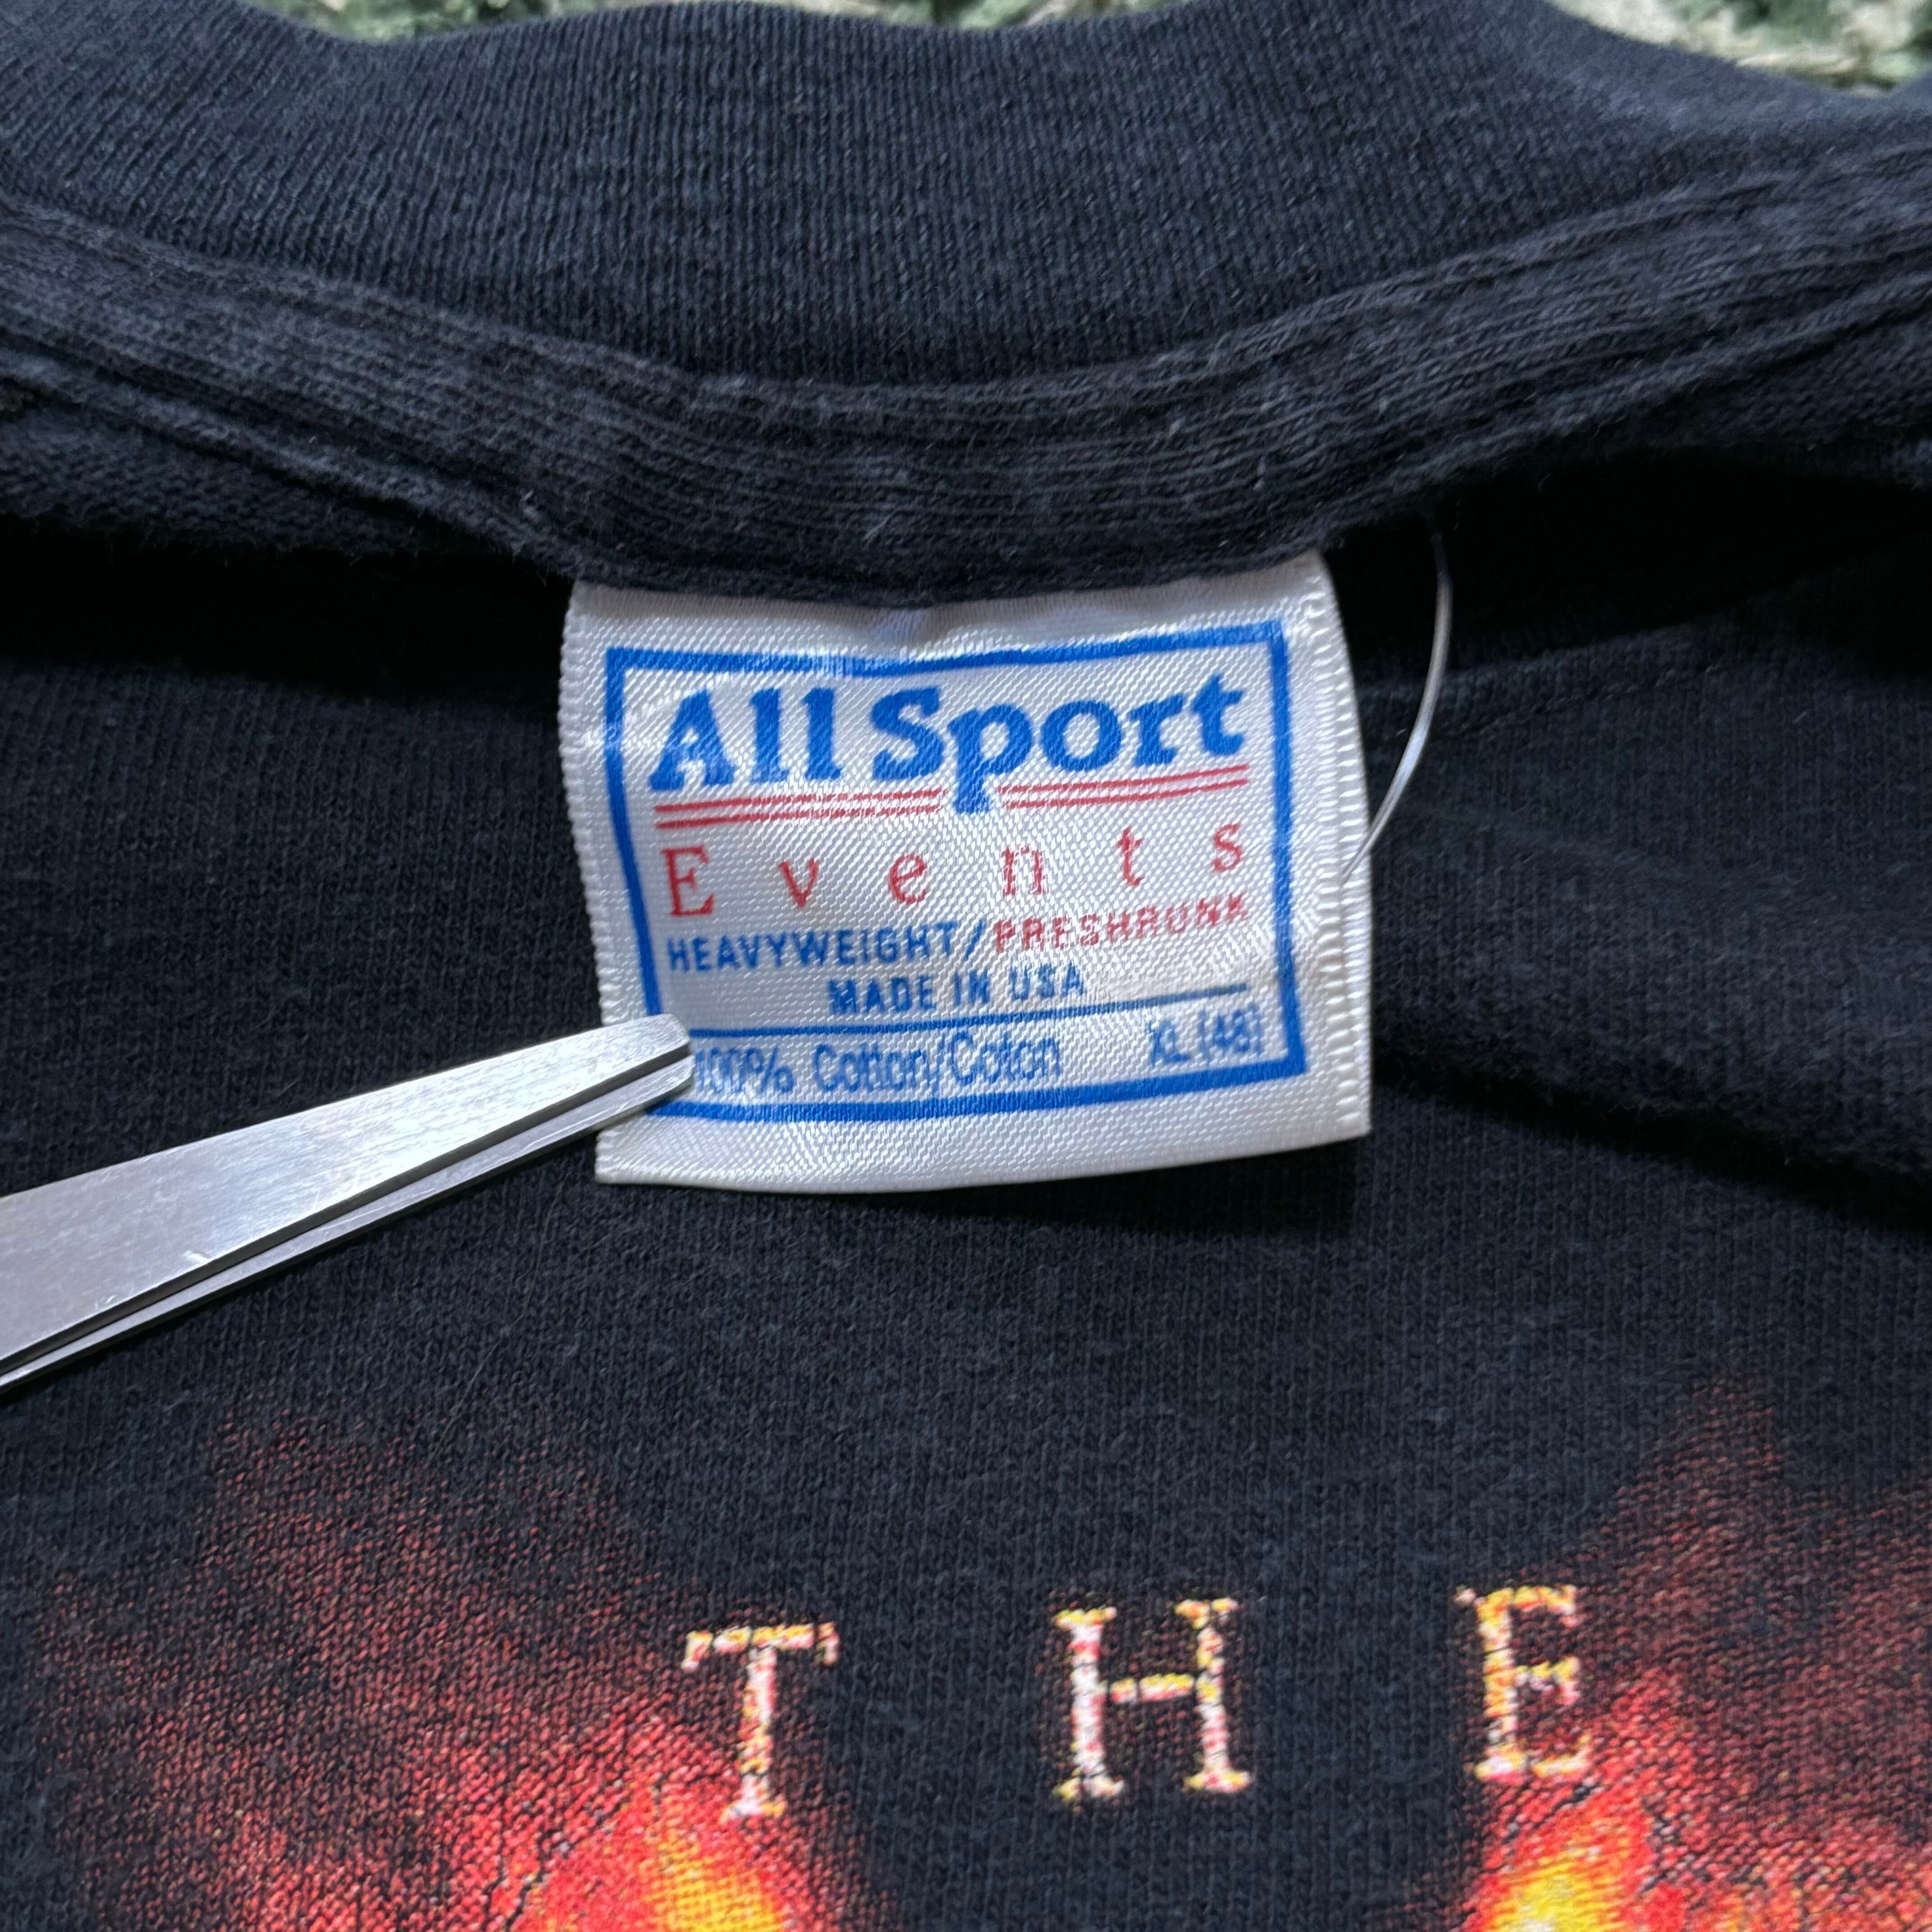 All Sport
Events
HEAVYWEIGHT/PRESHRUNK
MADE IN USA
100% Cotton/Coton XL (48)
THE